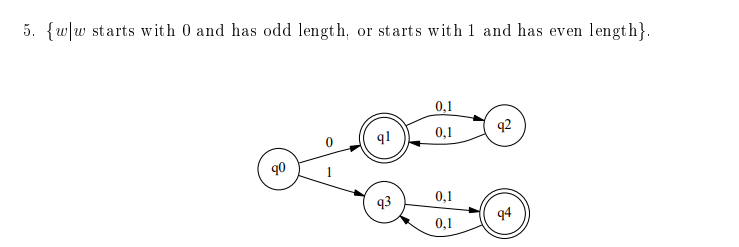 5. {w|w starts with 0 and has odd length, or starts with 1 and has even length}.
0,1
q2
0
q1
0,1
q0
1
0,1
q3
q4
0,1